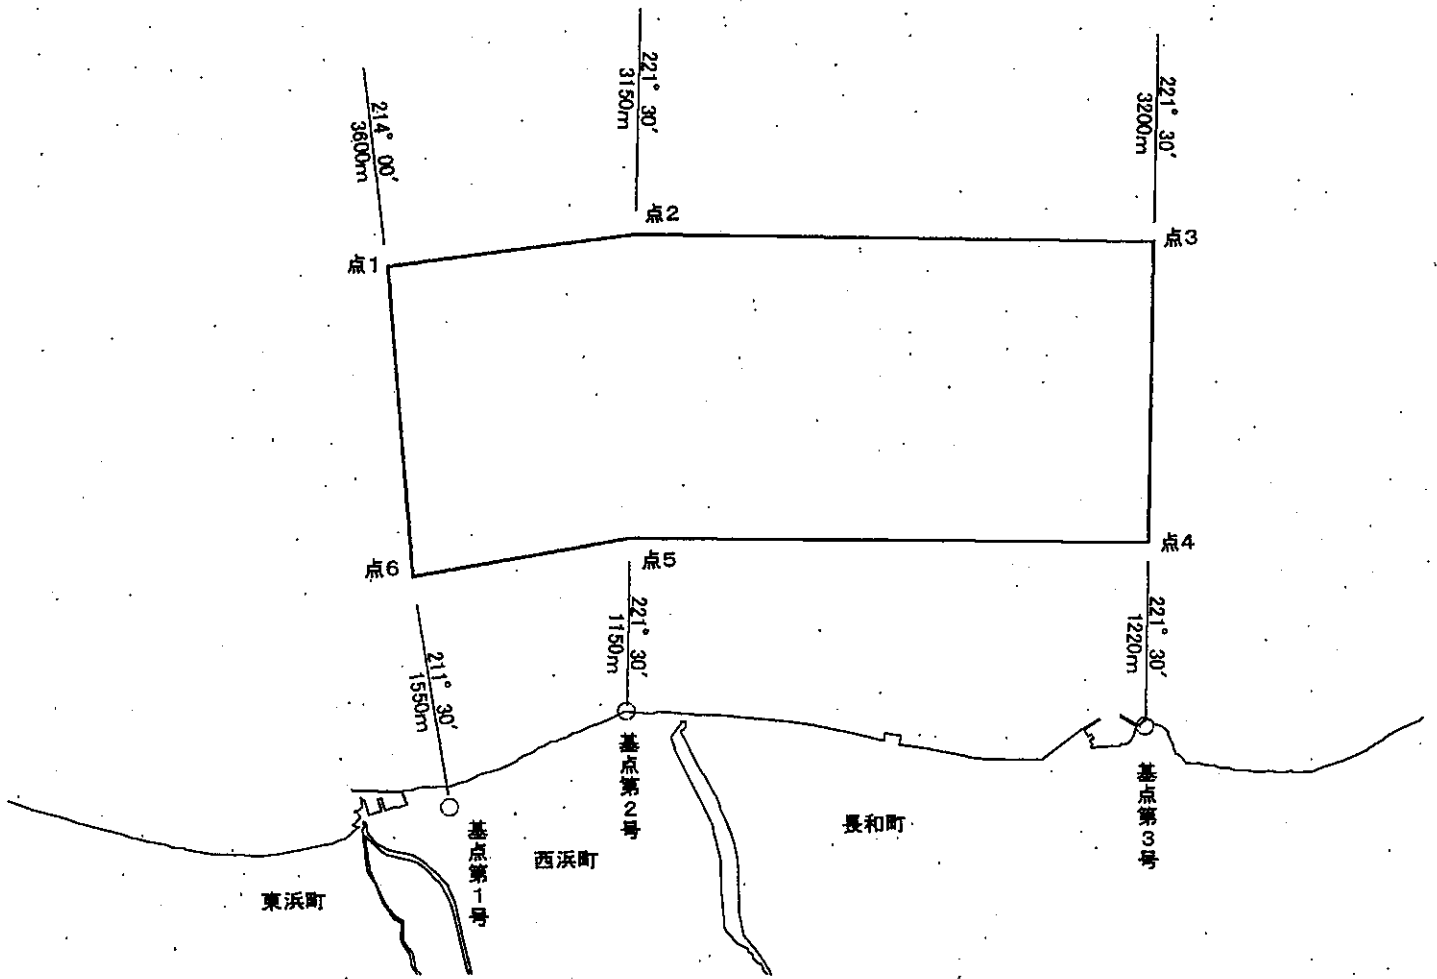 221° 30′
3150m
221° 30′
3200m
214° 00′
3600m
点2
点3
点1
点4
点5
点6
221° 30′
1150m
221° 30′
1220m
211° 30′
1550m
基点第2号
基点第3号
基点第1号
長和町
西浜町
東浜町